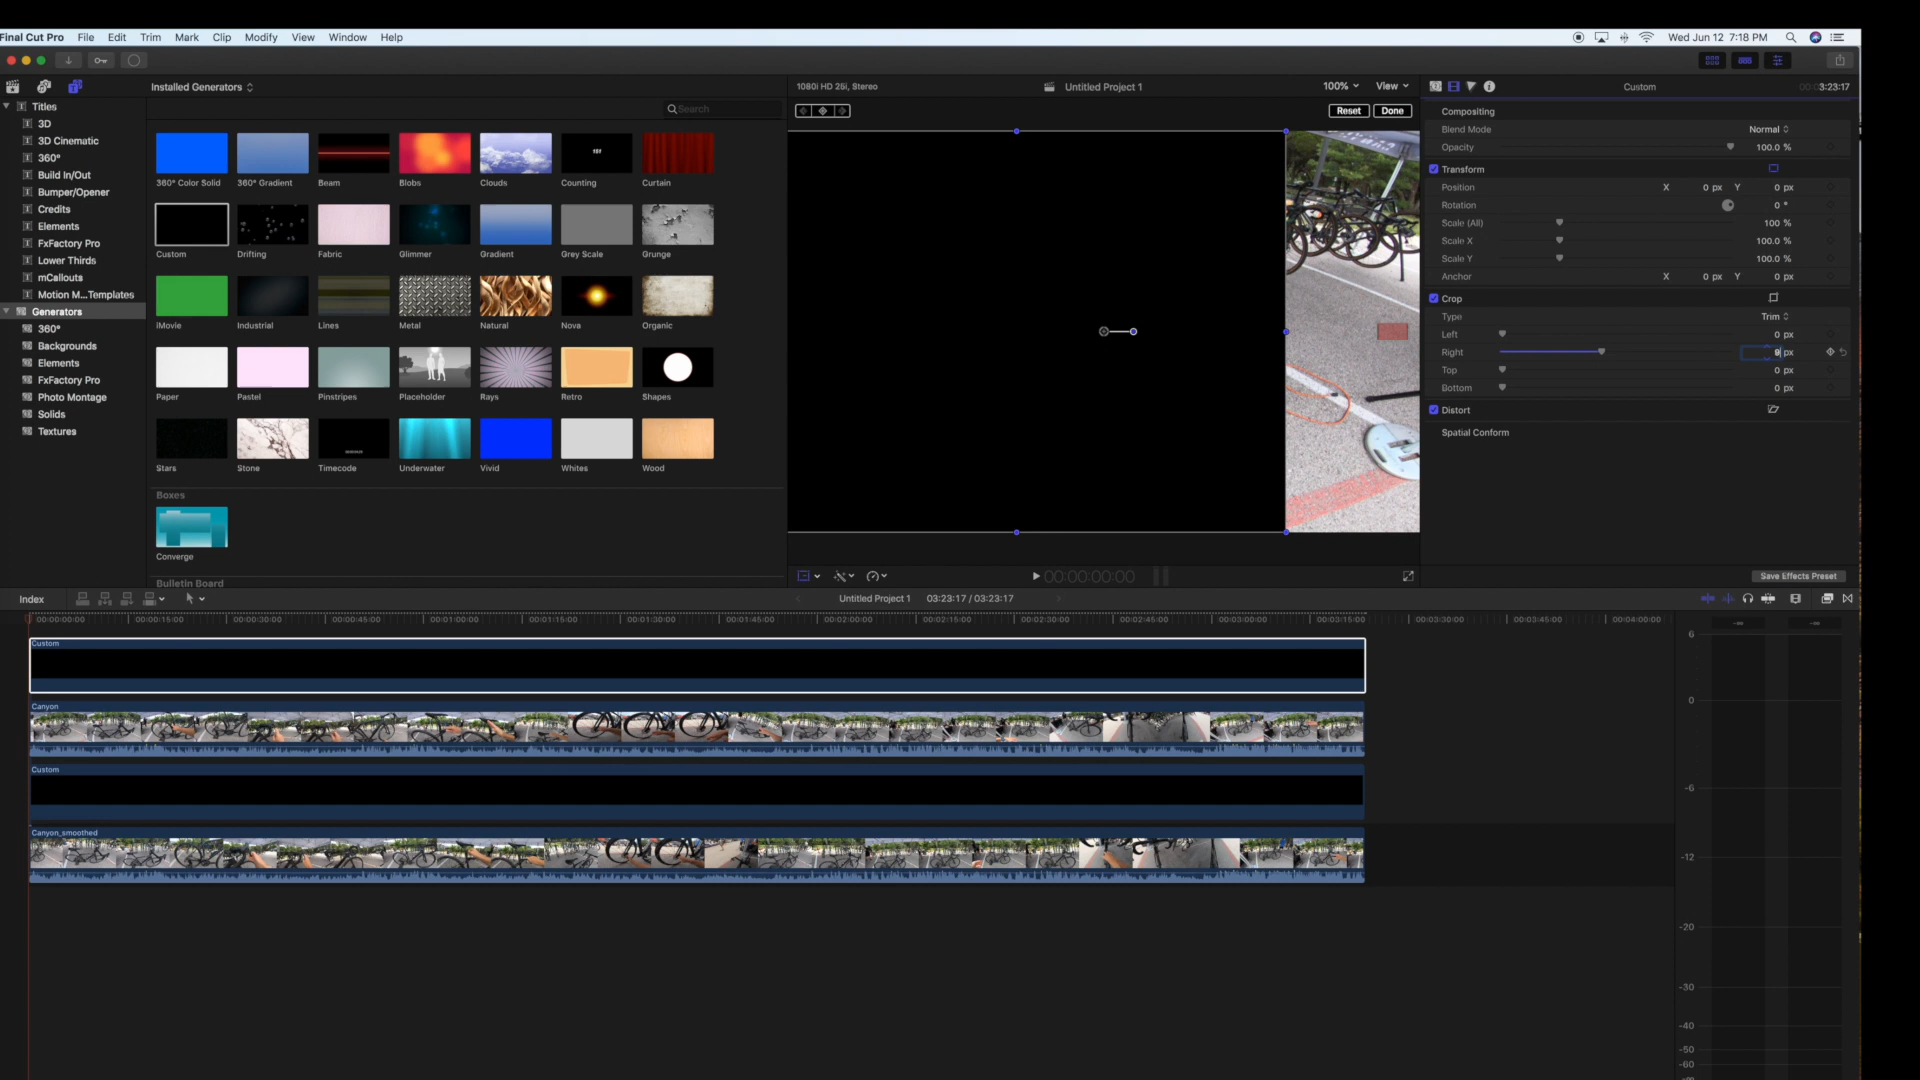 Final Cut Pro File Edit Trim Mark Clip Modify View Window Help
Wed Jun 12 7:18 PM
Installed Generators
1080i HD 25i, Stereo
Untitled Project 1
100%
View
Custom
3:23:17
Titles
3D
3D Cinematic
360°
Build In/Out
Bumper/Opener
Credits
Elements
FxFactory Pro
Lower Thirds
mCallouts
Motion M...Templates
Generators
360°
Backgrounds
Elements
FxFactory Pro
Photo Montage
Solids
Textures
Search
360° Color Solid
360° Gradient
Beam
Blobs
Clouds
Counting
Curtain
Custom
Drifting
Fabric
Glimmer
Gradient
Grey Scale
Grunge
iMovie
Industrial
Lines
Metal
Natural
Nova
Organic
Paper
Pastel
Pinstripes
Placeholder
Rays
Retro
Shapes
Stars
Stone
Timecode
Underwater
Vivid
Whites
Wood
Boxes
Converge
Bulletin Board
Reset
Done
00:00:00:00
Compositing
Blend Mode Normal
Opacity 100.0 %
Transform
Position X 0 px Y 0 px
Rotation 0 °
Scale (All) 100 %
Scale X 100.0 %
Scale Y 100.0 %
Anchor X 0 px Y 0 px
Crop
Type Trim
Left 0 px
Right px
Top 0 px
Bottom 0 px
Distort
Spatial Conform
Save Effects Preset
Index
Untitled Project 1
03:23:17 / 03:23:17
00:00:00:00 00:00:15:00 00:00:30:00 00:00:45:00 00:01:00:00 00:01:15:00 00:01:30:00 00:01:45:00 00:02:00:00 00:02:15:00 00:02:30:00 00:02:45:00 00:03:00:00 00:03:15:00 00:03:30:00 00:03:45:00 00:04:00:00
Custom
Canyon
Custom
Canyon_smoothed
-∞ -∞
6
0
-6
-12
-20
-30
-40
-50
-60